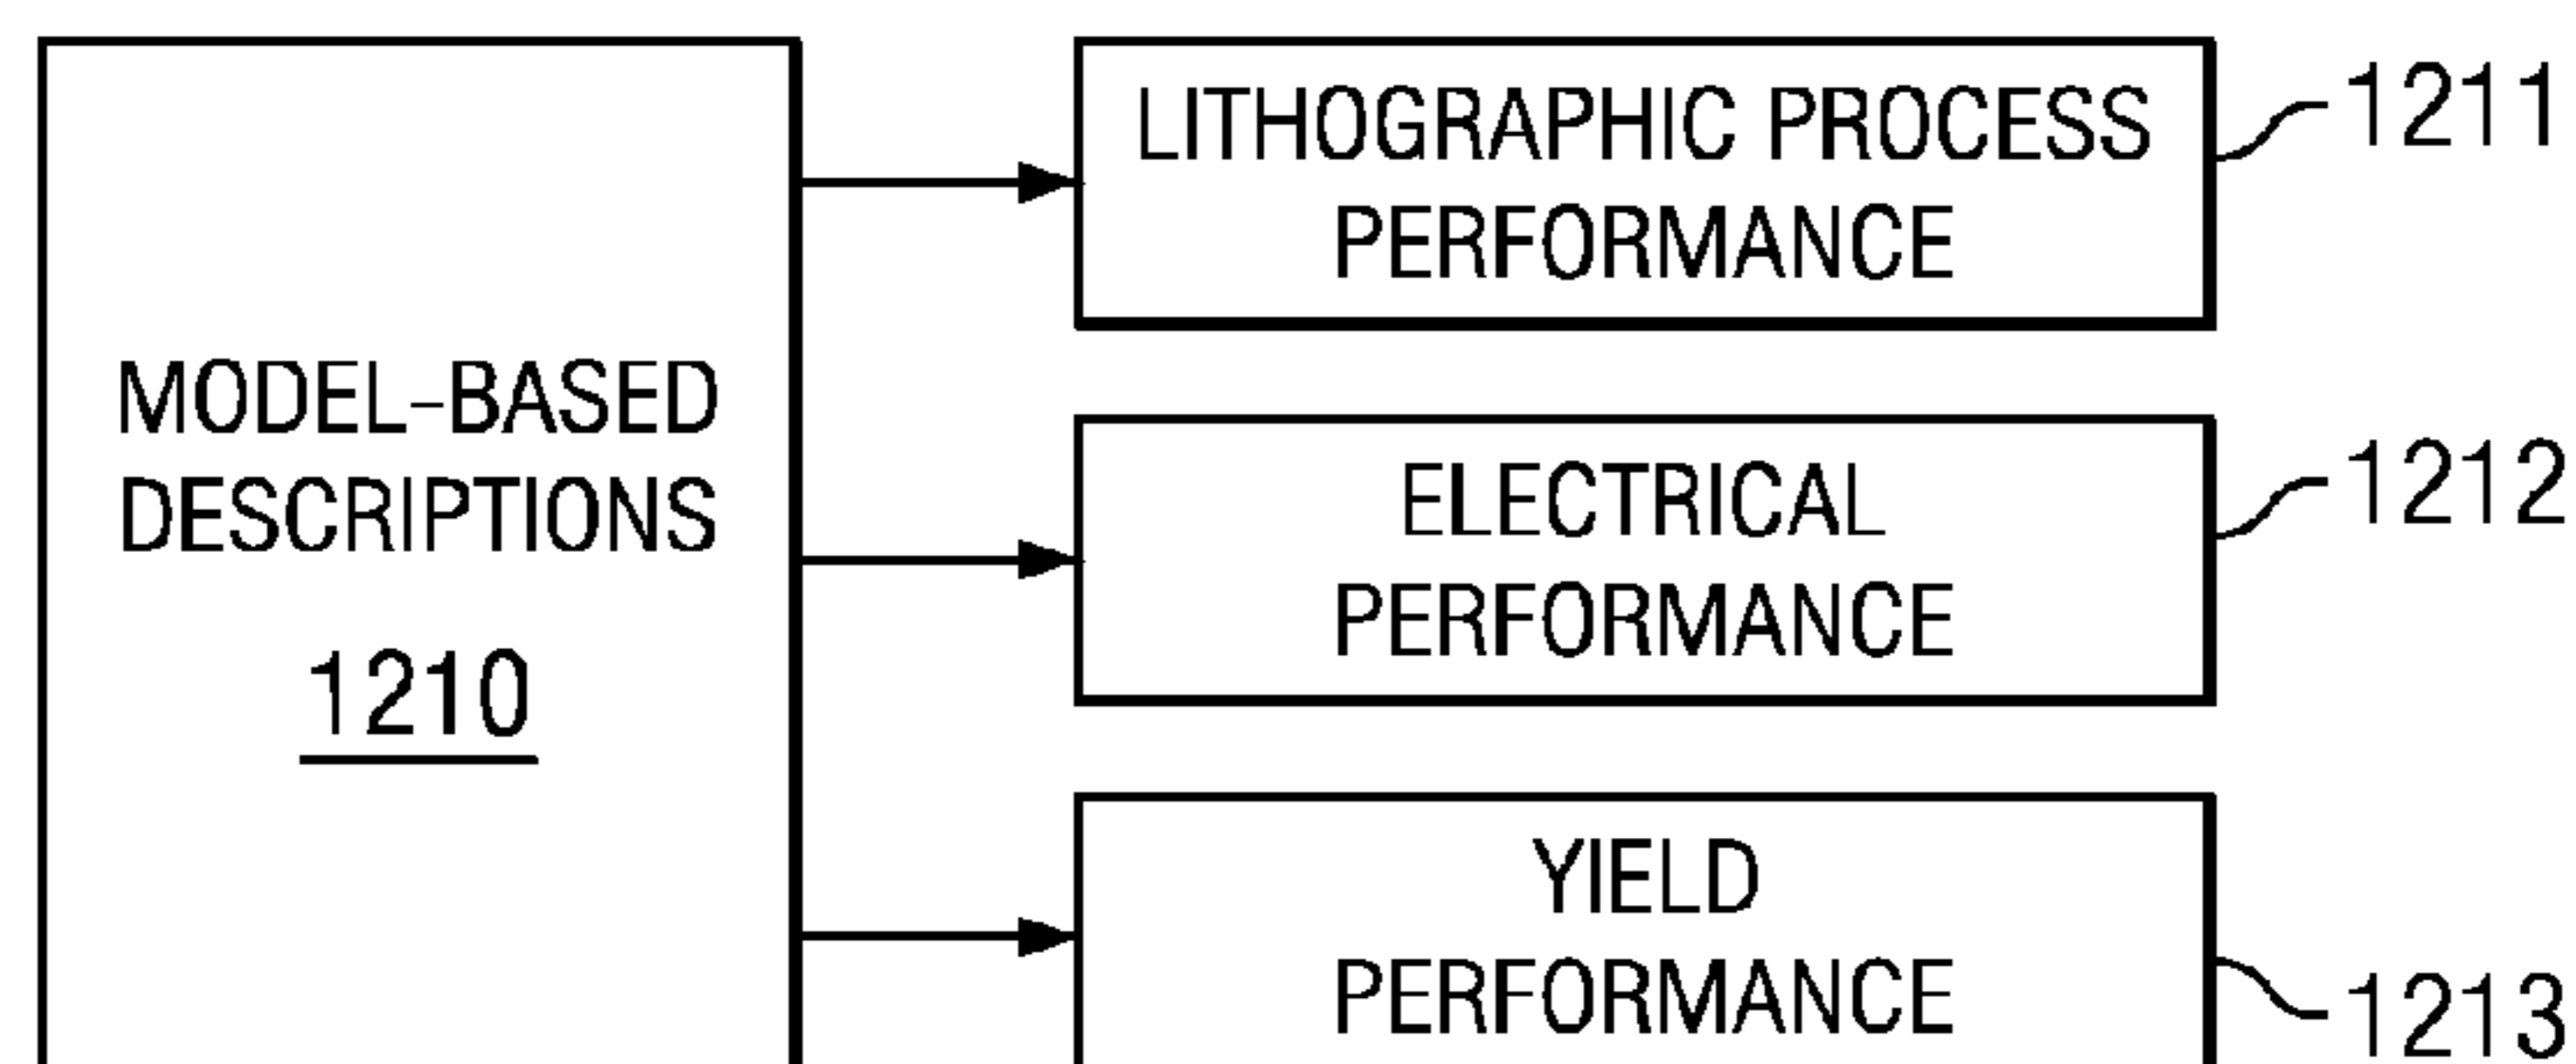 MODEL-BASED
DESCRIPTIONS
1210
LITHOGRAPHIC PROCESS
PERFORMANCE
1211
ELECTRICAL
PERFORMANCE
1212
YIELD
PERFORMANCE
1213